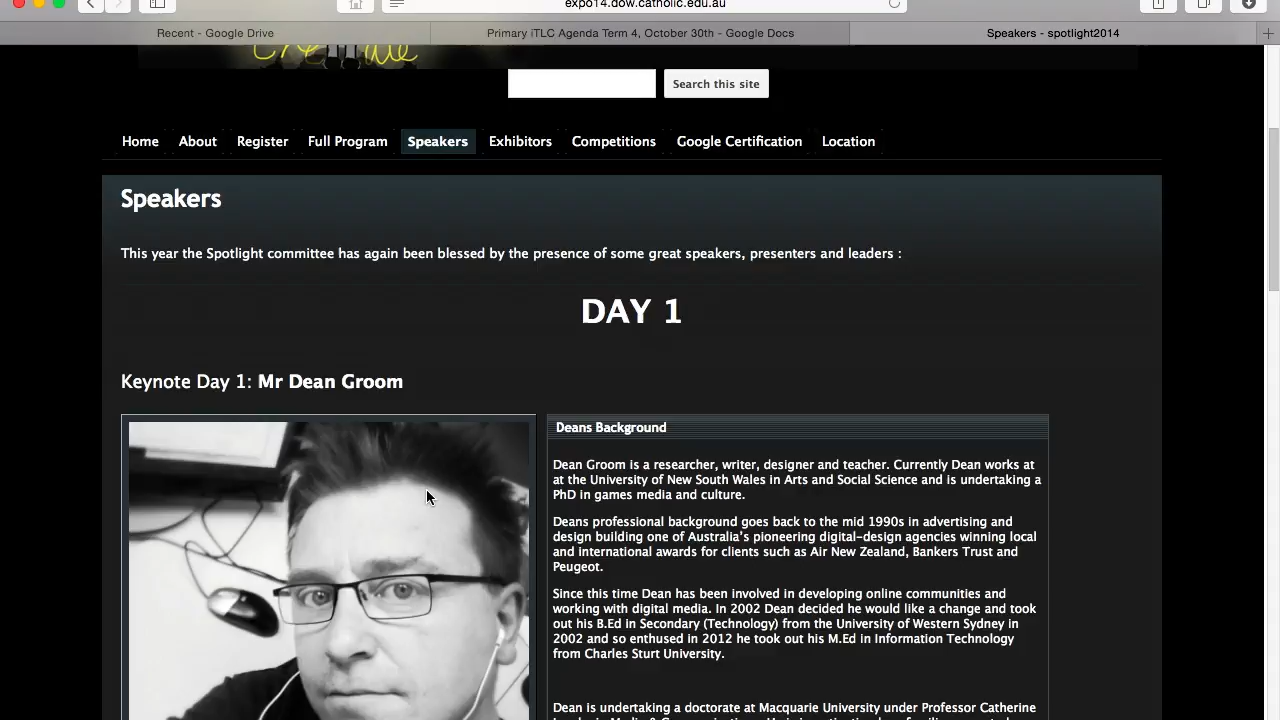 expo14.dow.catholic.edu.au
Recent - Google Drive
Primary iTLC Agenda Term 4, October 30th - Google Docs
Speakers - spotlight2014
Search this site
Home About Register Full Program Speakers Exhibitors Competitions Google Certification Location
Speakers
This year the Spotlight committee has again been blessed by the presence of some great speakers, presenters and leaders :
DAY 1
Keynote Day 1: Mr Dean Groom
Deans Background
Dean Groom is a researcher, writer, designer and teacher. Currently Dean works at
at the University of New South Wales in Arts and Social Science and is undertaking a
PhD in games media and culture.
Deans professional background goes back to the mid 1990s in advertising and
design building one of Australia's pioneering digital-design agencies winning local
and international awards for clients such as Air New Zealand, Bankers Trust and
Peugeot.
Since this time Dean has been involved in developing online communities and
working with digital media. In 2002 Dean decided he would like a change and took
out his B.Ed in Secondary (Technology) from the University of Western Sydney in
2002 and so enthused in 2012 he took out his M.Ed in Information Technology
from Charles Sturt University.
Dean is undertaking a doctorate at Macquarie University under Professor Catherine